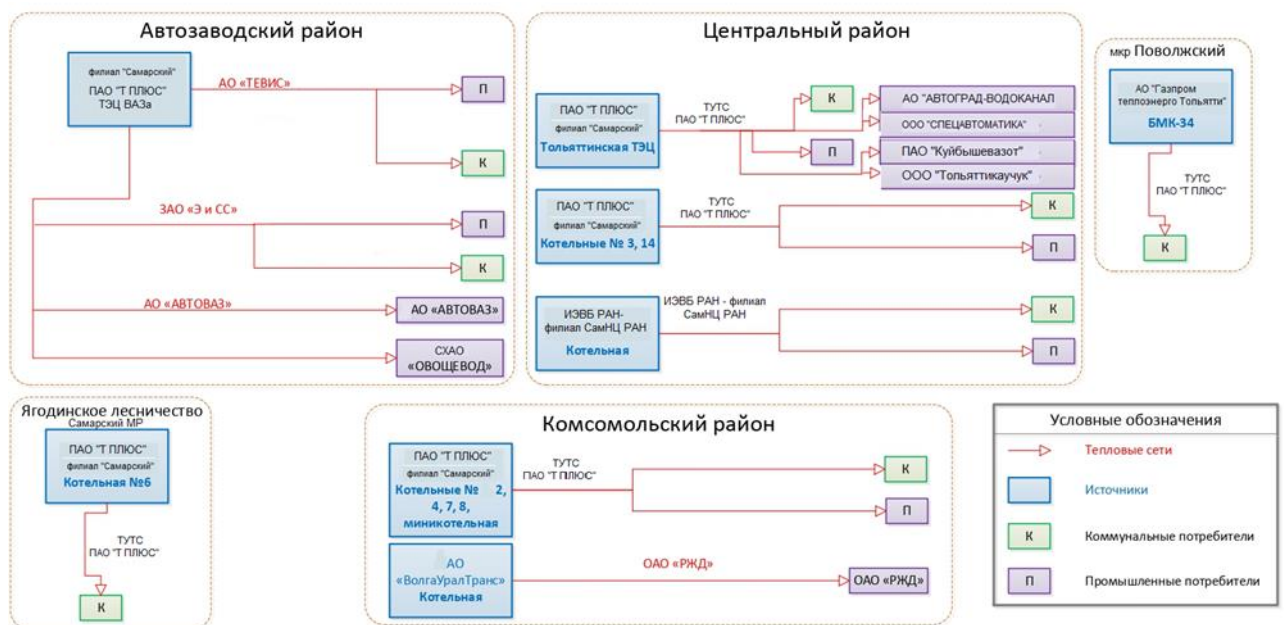 Автозаводский район
филиал "Самарский"
ПАО "Т ПЛЮС"
ТЭЦ ВАЗа
АО «ТЕВИС»
П
К
ЗАО «Э и СС»
П
К
АО «АВТОВАЗ»
АО «АВТОВАЗ»
СХАО
«ОВОЩЕВОД»
Центральный район
ПАО "Т ПЛЮС"
филиал "Самарский"
Тольяттинская ТЭЦ
ТУТС
ПАО "Т ПЛЮС"
К
П
АО "АВТОГРАД-ВОДОКАНАЛ
ООО "СПЕЦАВТОМАТИКА"
ПАО "Куйбышевазот"
ООО "Тольяттикаучук"
ПАО "Т ПЛЮС"
филиал "Самарский"
Котельные № 3, 14
ТУТС
ПАО "Т ПЛЮС"
К
П
ИЭВБ РАН-
филиал СамНЦ РАН
Котельная
ИЭВБ РАН - филиал
СамНЦ РАН
К
П
мкр Поволжский
АО "Газпром
теплоэнерго Тольятти"
БМК-34
ТУТС
ПАО "Т ПЛЮС"
К
Ягодинское лесничество
Самарский МР
ПАО "Т ПЛЮС"
филиал "Самарский"
Котельная №6
ТУТС
ПАО "Т ПЛЮС"
К
Комсомольский район
ПАО "Т ПЛЮС"
филиал "Самарский"
Котельные № 2,
4, 7, 8,
миникотельная
ТУТС
ПАО "Т ПЛЮС"
К
П
АО
«ВолгаУралТранс»
Котельная
ОАО «РЖД»
ОАО «РЖД»
Условные обозначения
Тепловые сети
Источники
К
Коммунальные потребители
П
Промышленные потребители